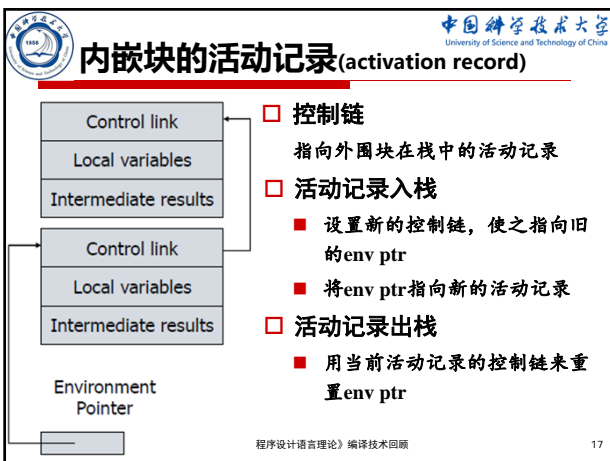 中国科学技术大学
University of Science and Technology of China
1958
内嵌块的活动记录(activation record)
Control link
Local variables
Intermediate results
Control link
Local variables
Intermediate results
Environment
Pointer
控制链
指向外围块在栈中的活动记录
活动记录入栈
设置新的控制链，使之指向旧
的env ptr
将env ptr指向新的活动记录
活动记录出栈
用当前活动记录的控制链来重
置env ptr
程序设计语言理论》编译技术回顾
17